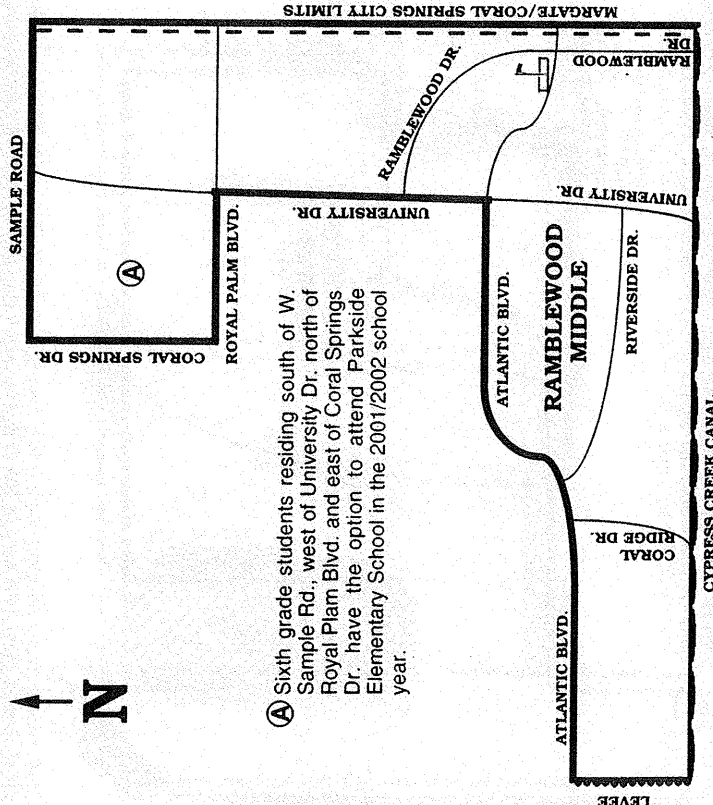 SAMPLE ROAD
MARGATE/CORAL SPRINGS CITY LIMITS
CORAL SPRINGS DR.
A
ROYAL PALM BLVD.
RAMBLEWOOD DR.
UNIVERSITY DR.
RAMBLEWOOD
DR.
N
A Sixth grade students residing south of W.
Sample Rd., west of University Dr. north of
Royal Plam Blvd. and east of Coral Springs
Dr. have the option to attend Parkside
Elementary School in the 2001/2002 school
year.
ATLANTIC BLVD.
UNIVERSITY DR.
RAMBLEWOOD
MIDDLE
RIVERSIDE DR.
ATLANTIC BLVD.
CORAL
RIDGE DR.
LEVEE
CYPRESS CREEK CANAL